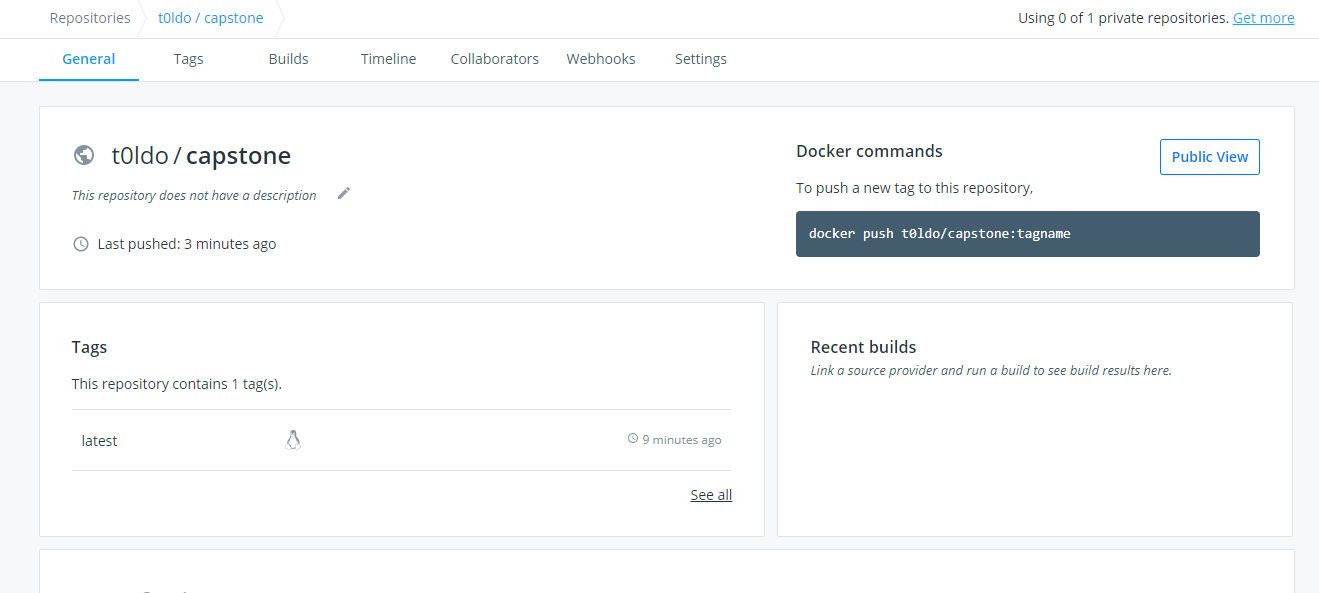 Repositories t0ldo / capstone Using 0 of 1 private repositories. Get more
General Tags Builds Timeline Collaborators Webhooks Settings
t0ldo / capstone
This repository does not have a description
Last pushed: 3 minutes ago
Docker commands
Public View
To push a new tag to this repository,
docker push t0ldo/capstone:tagname
Tags
This repository contains 1 tag(s).
latest 9 minutes ago
See all
Recent builds
Link a source provider and run a build to see build results here.